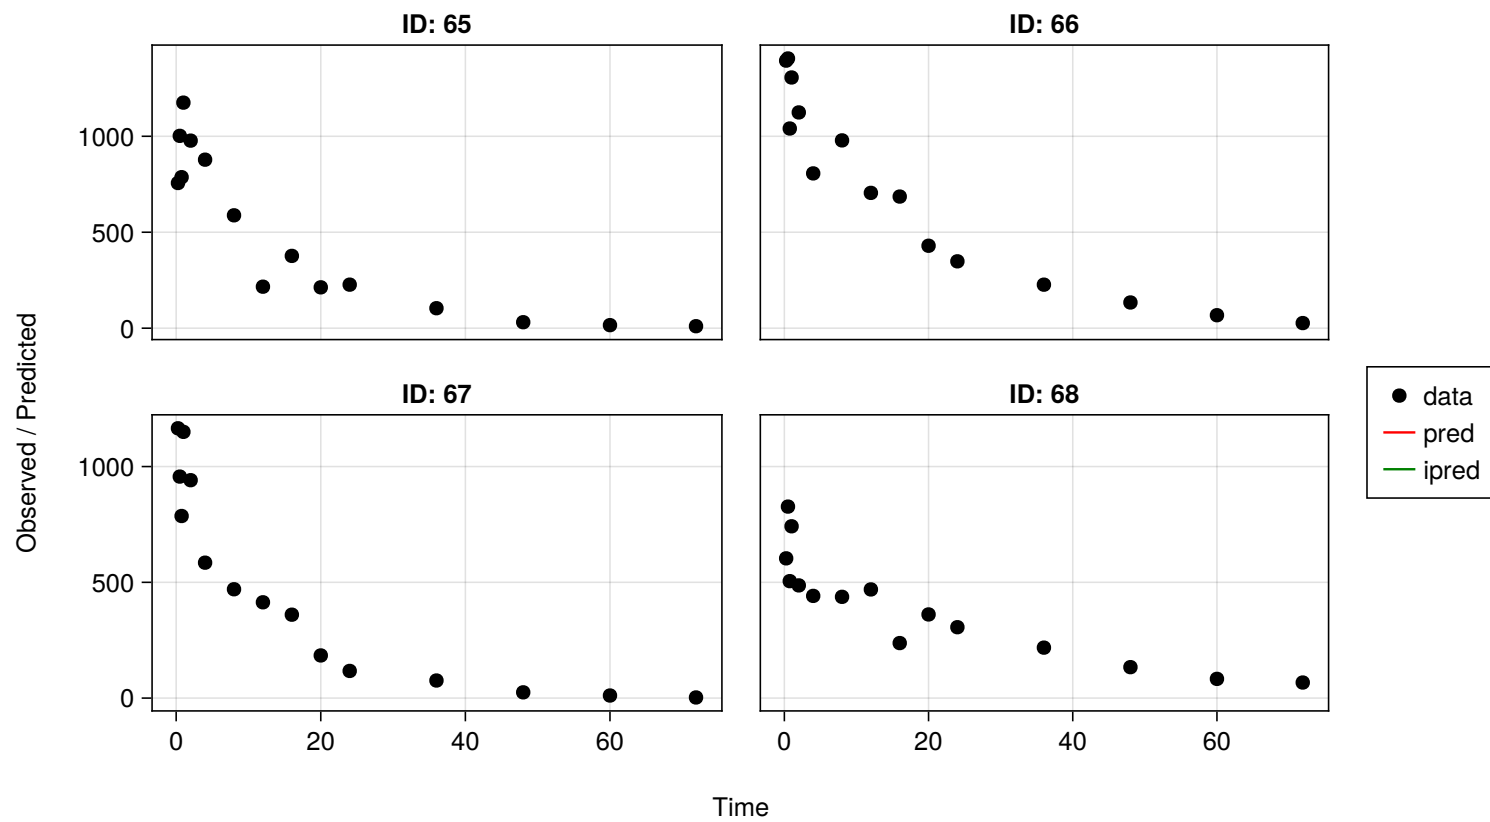 ID: 65
ID: 66
1000
500
0
ID: 67
ID: 68
1000
500
0
0 20 40 60
0 20 40 60
Observed / Predicted
Time
data
pred
ipred